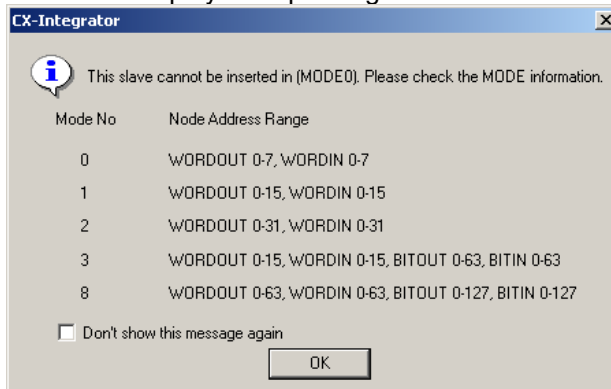 CX-Integrator
This slave cannot be inserted in (MODE0). Please check the MODE information.
Mode No Node Address Range
0 WORDOUT 0-7, WORDIN 0-7
1 WORDOUT 0-15, WORDIN 0-15
2 WORDOUT 0-31, WORDIN 0-31
3 WORDOUT 0-15, WORDIN 0-15, BITOUT 0-63, BITIN 0-63
8 WORDOUT 0-63, WORDIN 0-63, BITOUT 0-127, BITIN 0-127
Don't show this message again
OK